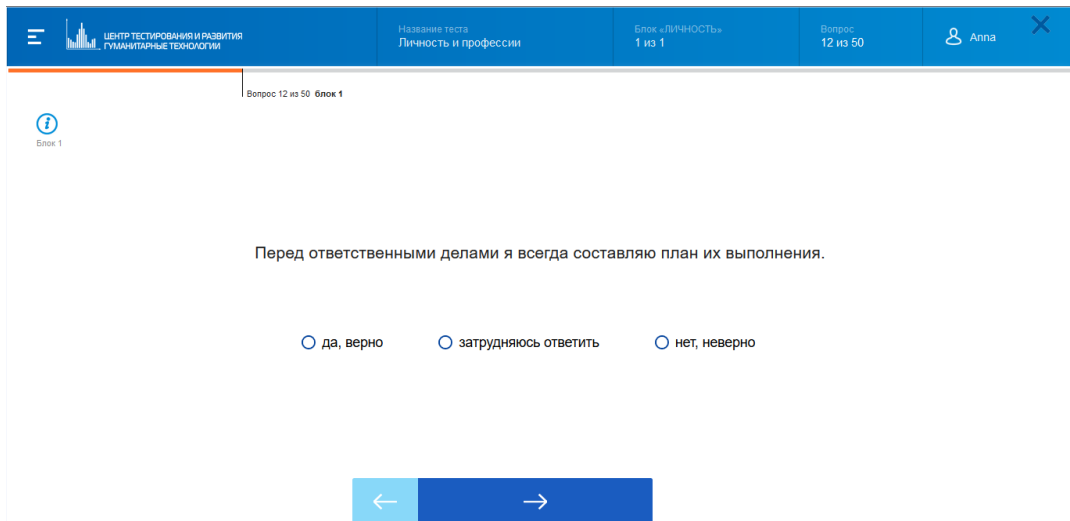 ЦЕНТР ТЕСТИРОВАНИЯ И РАЗВИТИЯ
ГУМАНИТАРНЫЕ ТЕХНОЛОГИИ
Название теста
Личность и профессии
Блок «ЛИЧНОСТЬ»
1 из 1
Вопрос
12 из 50
Anna
Вопрос 12 из 50 блок 1
Блок 1
Перед ответственными делами я всегда составляю план их выполнения.
да, верно
затрудняюсь ответить
нет, неверно